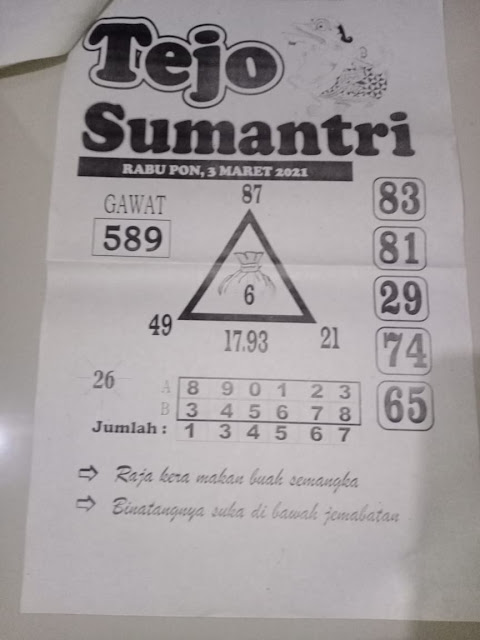 Tejo
Sumantri
RABU PON, 3 MARET 2021
GAWAT
589
87
6
49
17.93
21
83
81
29
74
65
26
A 8 9 0 1 2 3
B 3 4 5 6 7 8
Jumlah : 1 3 4 5 6 7
Raja kera makan buah semangka
Binatangnya suka di bawah jemabatan